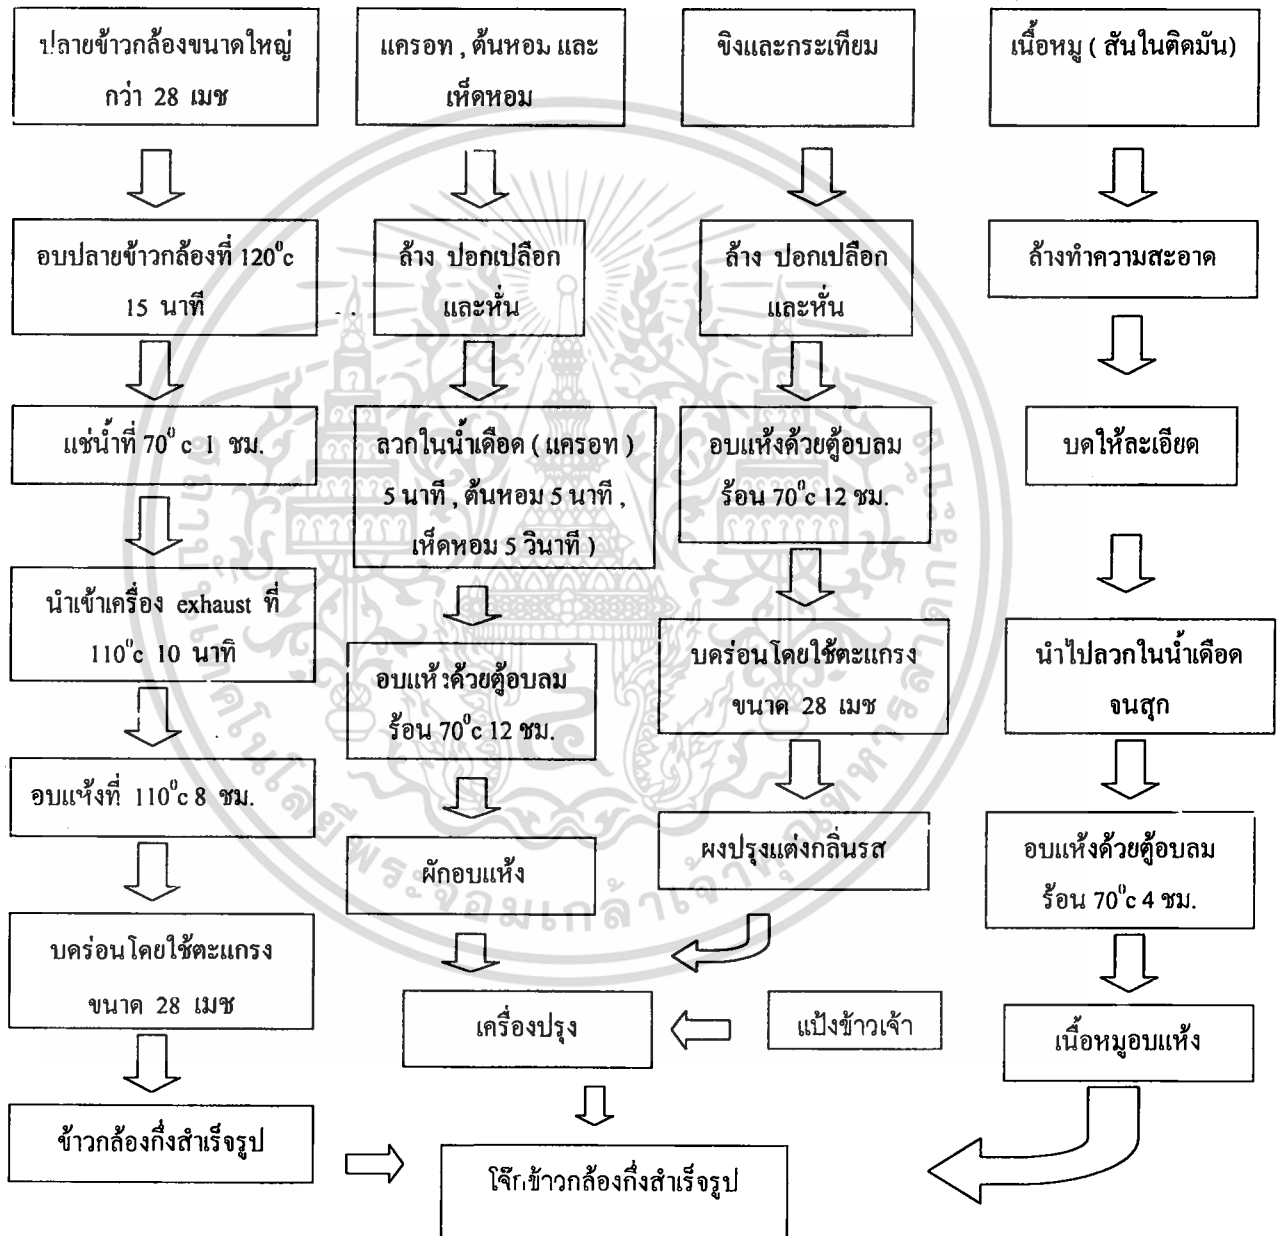 ปลายข้าวกล้องขนาดใหญ่
กว่า 28 เมช
อบปลายข้าวกล้องที่ 120⁰c
15 นาที
แช่น้ำที่ 70⁰ c 1 ชม.
นำเข้าเครื่อง exhaust ที่
110⁰c 10 นาที
อบแห้งที่ 110⁰c 8 ชม.
บดร่อนโดยใช้ตะแกรง
ขนาด 28 เมช
ข้าวกล้องกึ่งสำเร็จรูป
แครอท , ต้นหอม และ
เห็ดหอม
ล้าง ปอกเปลือก
และหั่น
ลวกในน้ำเดือด ( แครอท )
5 นาที , ต้นหอม 5 นาที ,
เห็ดหอม 5 วินาที )
อบแห้งด้วยตู้อบลม
ร้อน 70⁰c 12 ชม.
ผักอบแห้ง
เครื่องปรุง
โจ๊กข้าวกล้องกึ่งสำเร็จรูป
ขิงและกระเทียม
ล้าง ปอกเปลือก
และหั่น
อบแห้งด้วยตู้อบลม
ร้อน 70⁰c 12 ชม.
บดร่อนโดยใช้ตะแกรง
ขนาด 28 เมช
ผงปรุงแต่งกลิ่นรส
แป้งข้าวเจ้า
เนื้อหมู ( สันในติดมัน)
ล้างทำความสะอาด
บดให้ละเอียด
นำไปลวกในน้ำเดือด
จนสุก
อบแห้งด้วยตู้อบลม
ร้อน 70⁰c 4 ชม.
เนื้อหมูอบแห้ง